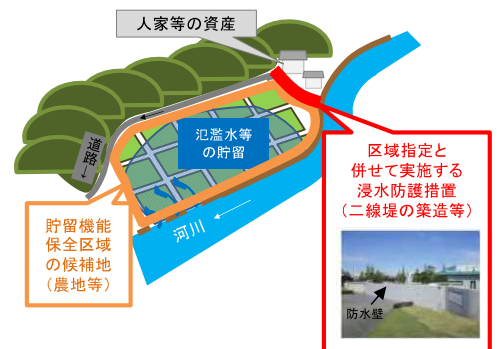 人家等の資産
道路→
氾濫水等
の貯留
河川
区域指定と
併せて実施する
浸水防護措置
（二線堤の築造等）
貯留機能
保全区域
の候補地
（農地等）
防水壁